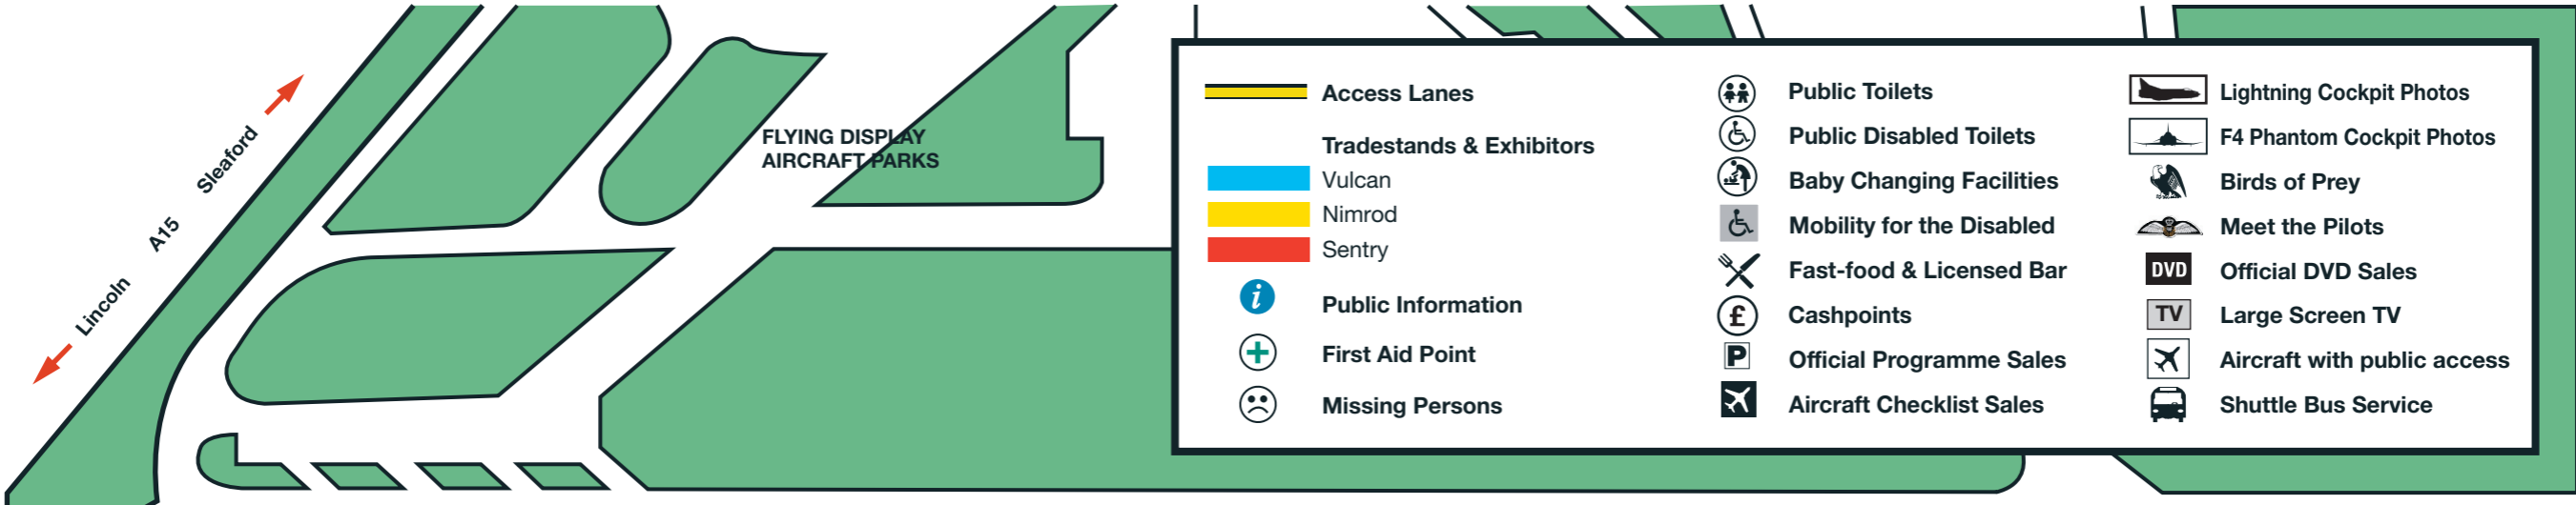 Sleaford
A15
Lincoln
FLYING DISPLAY
AIRCRAFT PARKS
Access Lanes
Tradestands & Exhibitors
Vulcan
Nimrod
Sentry
i
Public Information
First Aid Point
Missing Persons
Public Toilets
Public Disabled Toilets
Baby Changing Facilities
Mobility for the Disabled
Fast-food & Licensed Bar
£ Cashpoints
P Official Programme Sales
Aircraft Checklist Sales
Lightning Cockpit Photos
F4 Phantom Cockpit Photos
Birds of Prey
Meet the Pilots
DVD Official DVD Sales
TV Large Screen TV
Aircraft with public access
Shuttle Bus Service